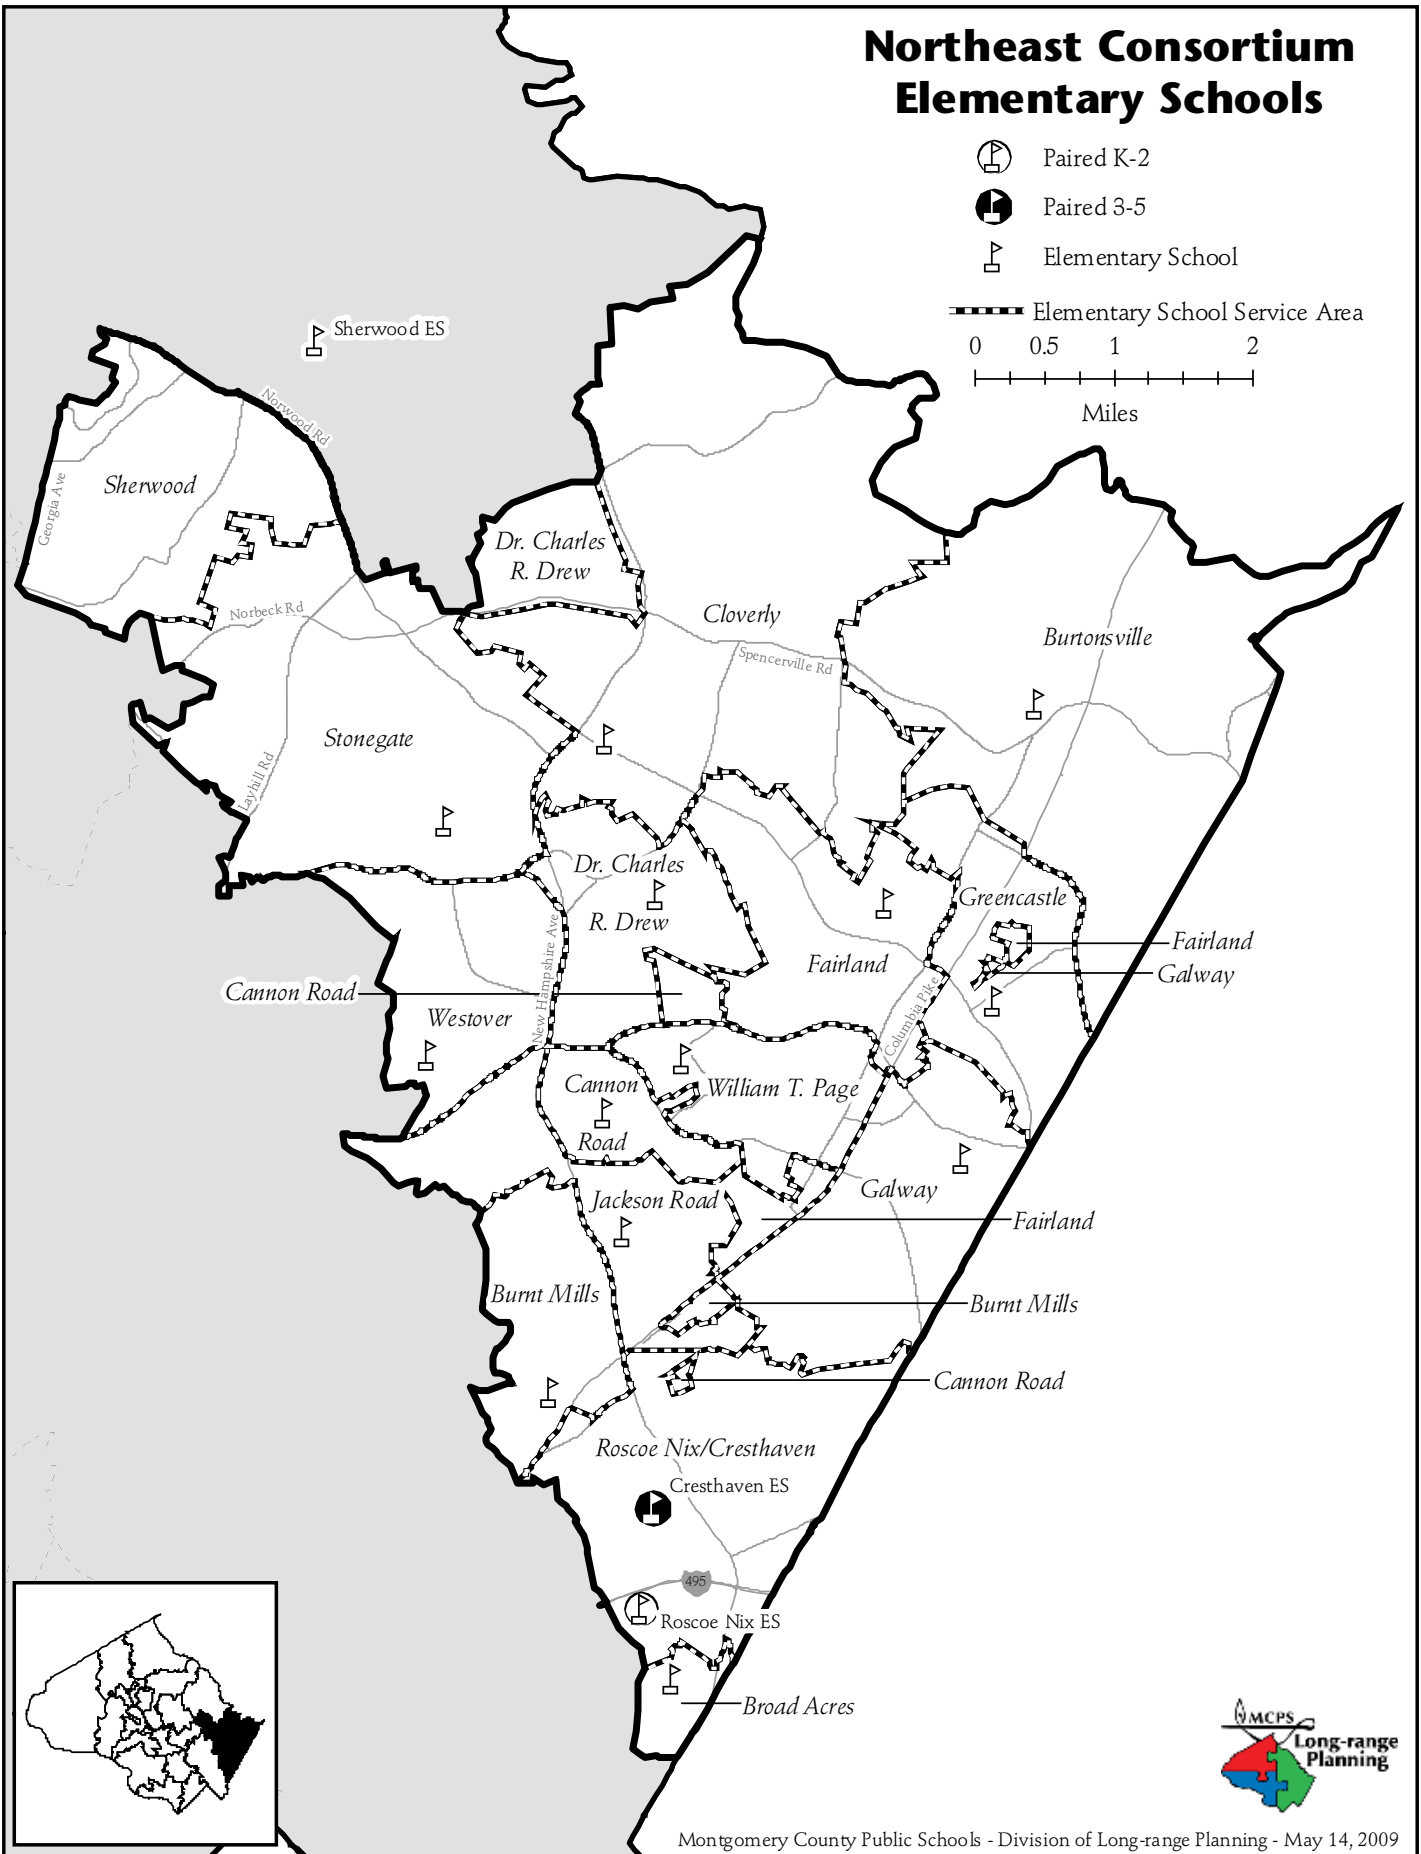 Northeast Consortium
Elementary Schools
Paired K-2
Paired 3-5
Elementary School
Elementary School Service Area
0 0.5 1 2
Miles
Sherwood ES
Norwood Rd
Georgia Ave
Sherwood
Dr. Charles
R. Drew
Norbeck Rd
Cloverly
Burtonsville
Spencerville Rd
Stonegate
Layhill Rd
Dr. Charles
R. Drew
Greencastle
New Hampshire Ave
Fairland
Fairland
Galway
Cannon Road
Westover
Columbia Pike
Cannon
Road
William T. Page
Galway
Jackson Road
Fairland
Burnt Mills
Burnt Mills
Cannon Road
Roscoe Nix/Cresthaven
Cresthaven ES
495
Roscoe Nix ES
Broad Acres
MCPS
Long-range
Planning
Montgomery County Public Schools - Division of Long-range Planning - May 14, 2009